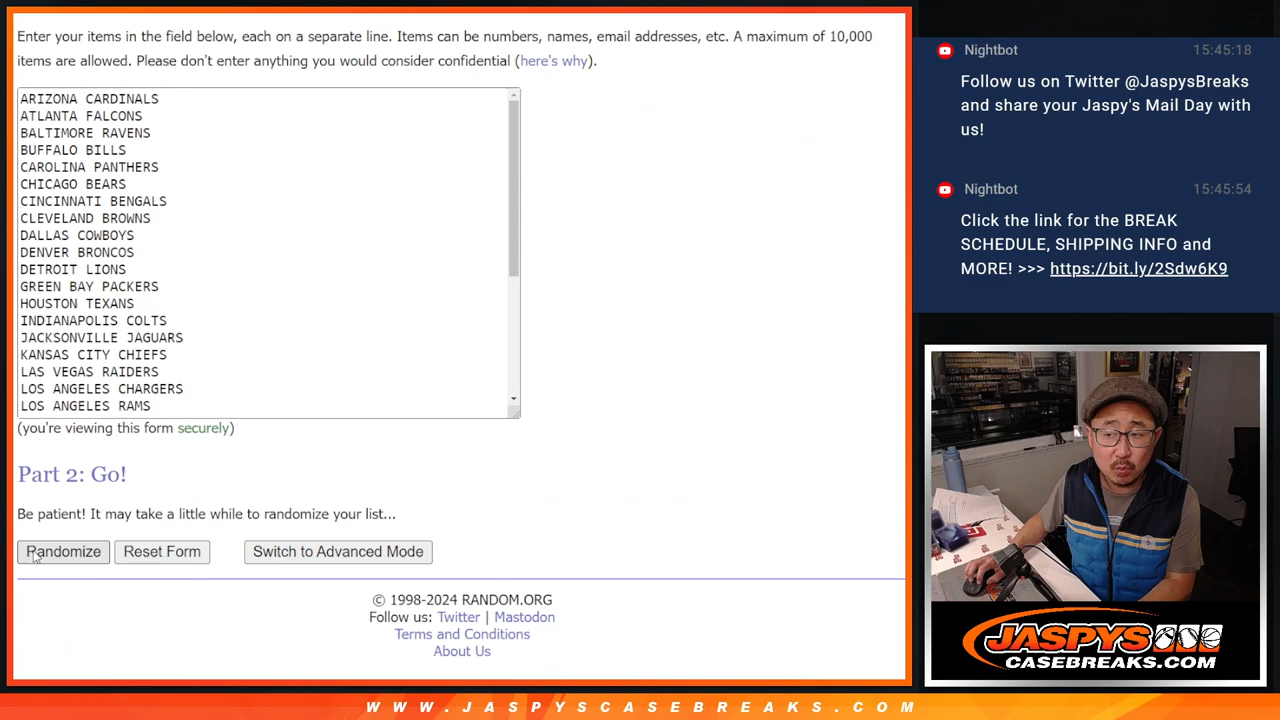 Enter your items in the field below, each on a separate line. Items can be numbers, names, email addresses, etc. A maximum of 10,000
items are allowed. Please don't enter anything you would consider confidential (here's why).
ARIZONA CARDINALS
ATLANTA FALCONS
BALTIMORE RAVENS
BUFFALO BILLS
CAROLINA PANTHERS
CHICAGO BEARS
CINCINNATI BENGALS
CLEVELAND BROWNS
DALLAS COWBOYS
DENVER BRONCOS
DETROIT LIONS
GREEN BAY PACKERS
HOUSTON TEXANS
INDIANAPOLIS COLTS
JACKSONVILLE JAGUARS
KANSAS CITY CHIEFS
LAS VEGAS RAIDERS
LOS ANGELES CHARGERS
LOS ANGELES RAMS
(you're viewing this form securely)
Part 2: Go!
Be patient! It may take a little while to randomize your list...
Randomize Reset Form Switch to Advanced Mode
© 1998-2024 RANDOM.ORG
Follow us: Twitter | Mastodon
Terms and Conditions
About Us
Nightbot 15:45:18
Follow us on Twitter @JaspysBreaks
and share your Jaspy's Mail Day with
us!
Nightbot 15:45:54
Click the link for the BREAK
SCHEDULE, SHIPPING INFO and
MORE! >>> https://bit.ly/2Sdw6K9
JASPYS
CASEBREAKS.COM
WWW.JASPYSCASEBREAKS.COM